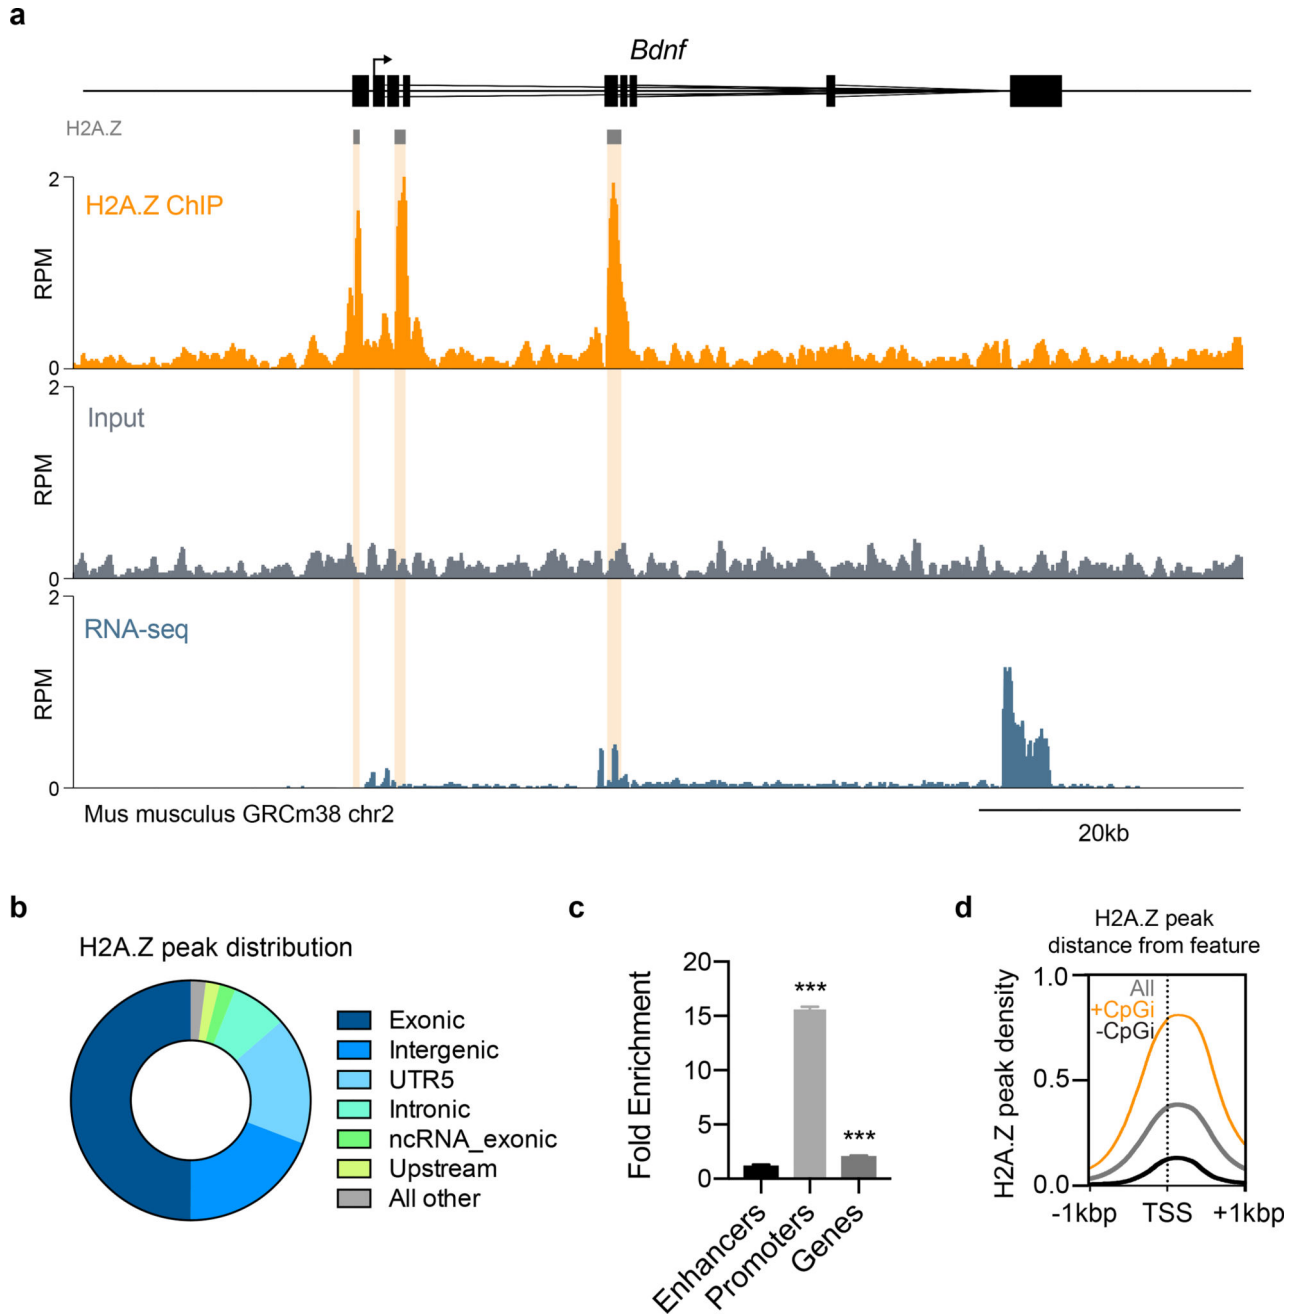 a
Bdnf
H2A.Z
2
H2A.Z ChIP
RPM
0
2
Input
RPM
0
2
RNA-seq
RPM
0
Mus musculus GRCm38 chr2
20kb
b
H2A.Z peak distribution
Exonic
Intergenic
UTR5
Intronic
ncRNA_exonic
Upstream
All other
c
Fold Enrichment
20
15
10
5
0
***
***
Enhancers
Promoters
Genes
d
H2A.Z peak
distance from feature
H2A.Z peak density
1.0
0.5
0.0
All
+CpGi
-CpGi
-1kbp TSS +1kbp